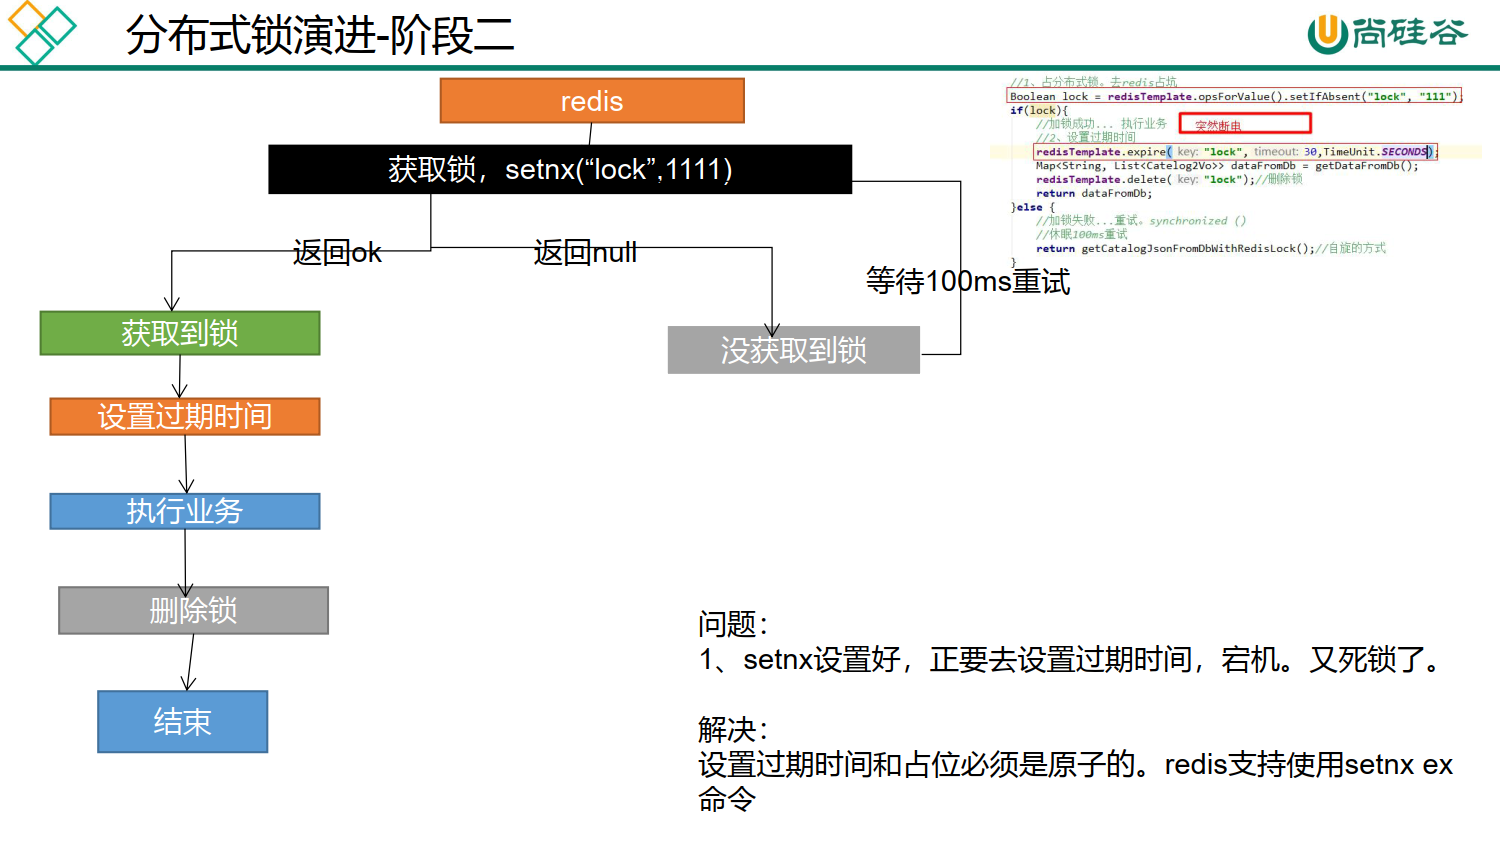 分布式锁演进-阶段二
尚硅谷
redis
获取锁，setnx(“lock”,1111)
返回ok
返回null
等待100ms重试
获取到锁
没获取到锁
设置过期时间
执行业务
删除锁
结束
//1、占分布式锁。去redis占坑
Boolean lock = redisTemplate.opsForValue().setIfAbsent("lock", "111");
if(lock){
//加锁成功... 执行业务
突然断电
//2、设置过期时间
redisTemplate.expire( key: "lock", timeout: 30,TimeUnit.SECONDS);
Map<String, List<Catelog2Vo>> dataFromDb = getDataFromDb();
redisTemplate.delete( key: "lock");//删除锁
return dataFromDb;
}else {
//加锁失败...重试。synchronized ()
//休眠100ms重试
return getCatalogJsonFromDbWithRedisLock();//自旋的方式
}
问题：
1、setnx设置好，正要去设置过期时间，宕机。又死锁了。
解决：
设置过期时间和占位必须是原子的。redis支持使用setnx ex
命令